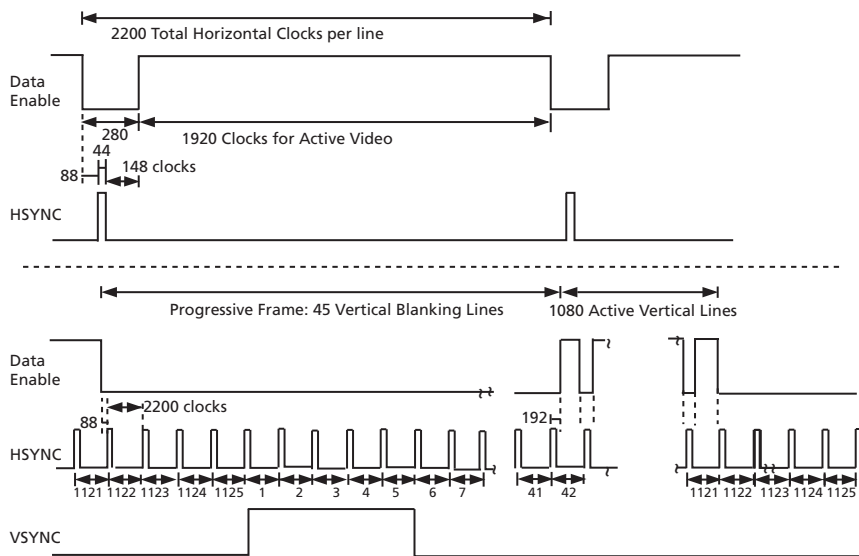 2200 Total Horizontal Clocks per line
Data
Enable
280
1920 Clocks for Active Video
44
148 clocks
88
HSYNC
Progressive Frame: 45 Vertical Blanking Lines
1080 Active Vertical Lines
Data
Enable
2200 clocks
88
192
HSYNC
1121 1122 1123 1124 1125 1 2 3 4 5 6 7 41 42 1121 1122 1123 1124 1125
VSYNC